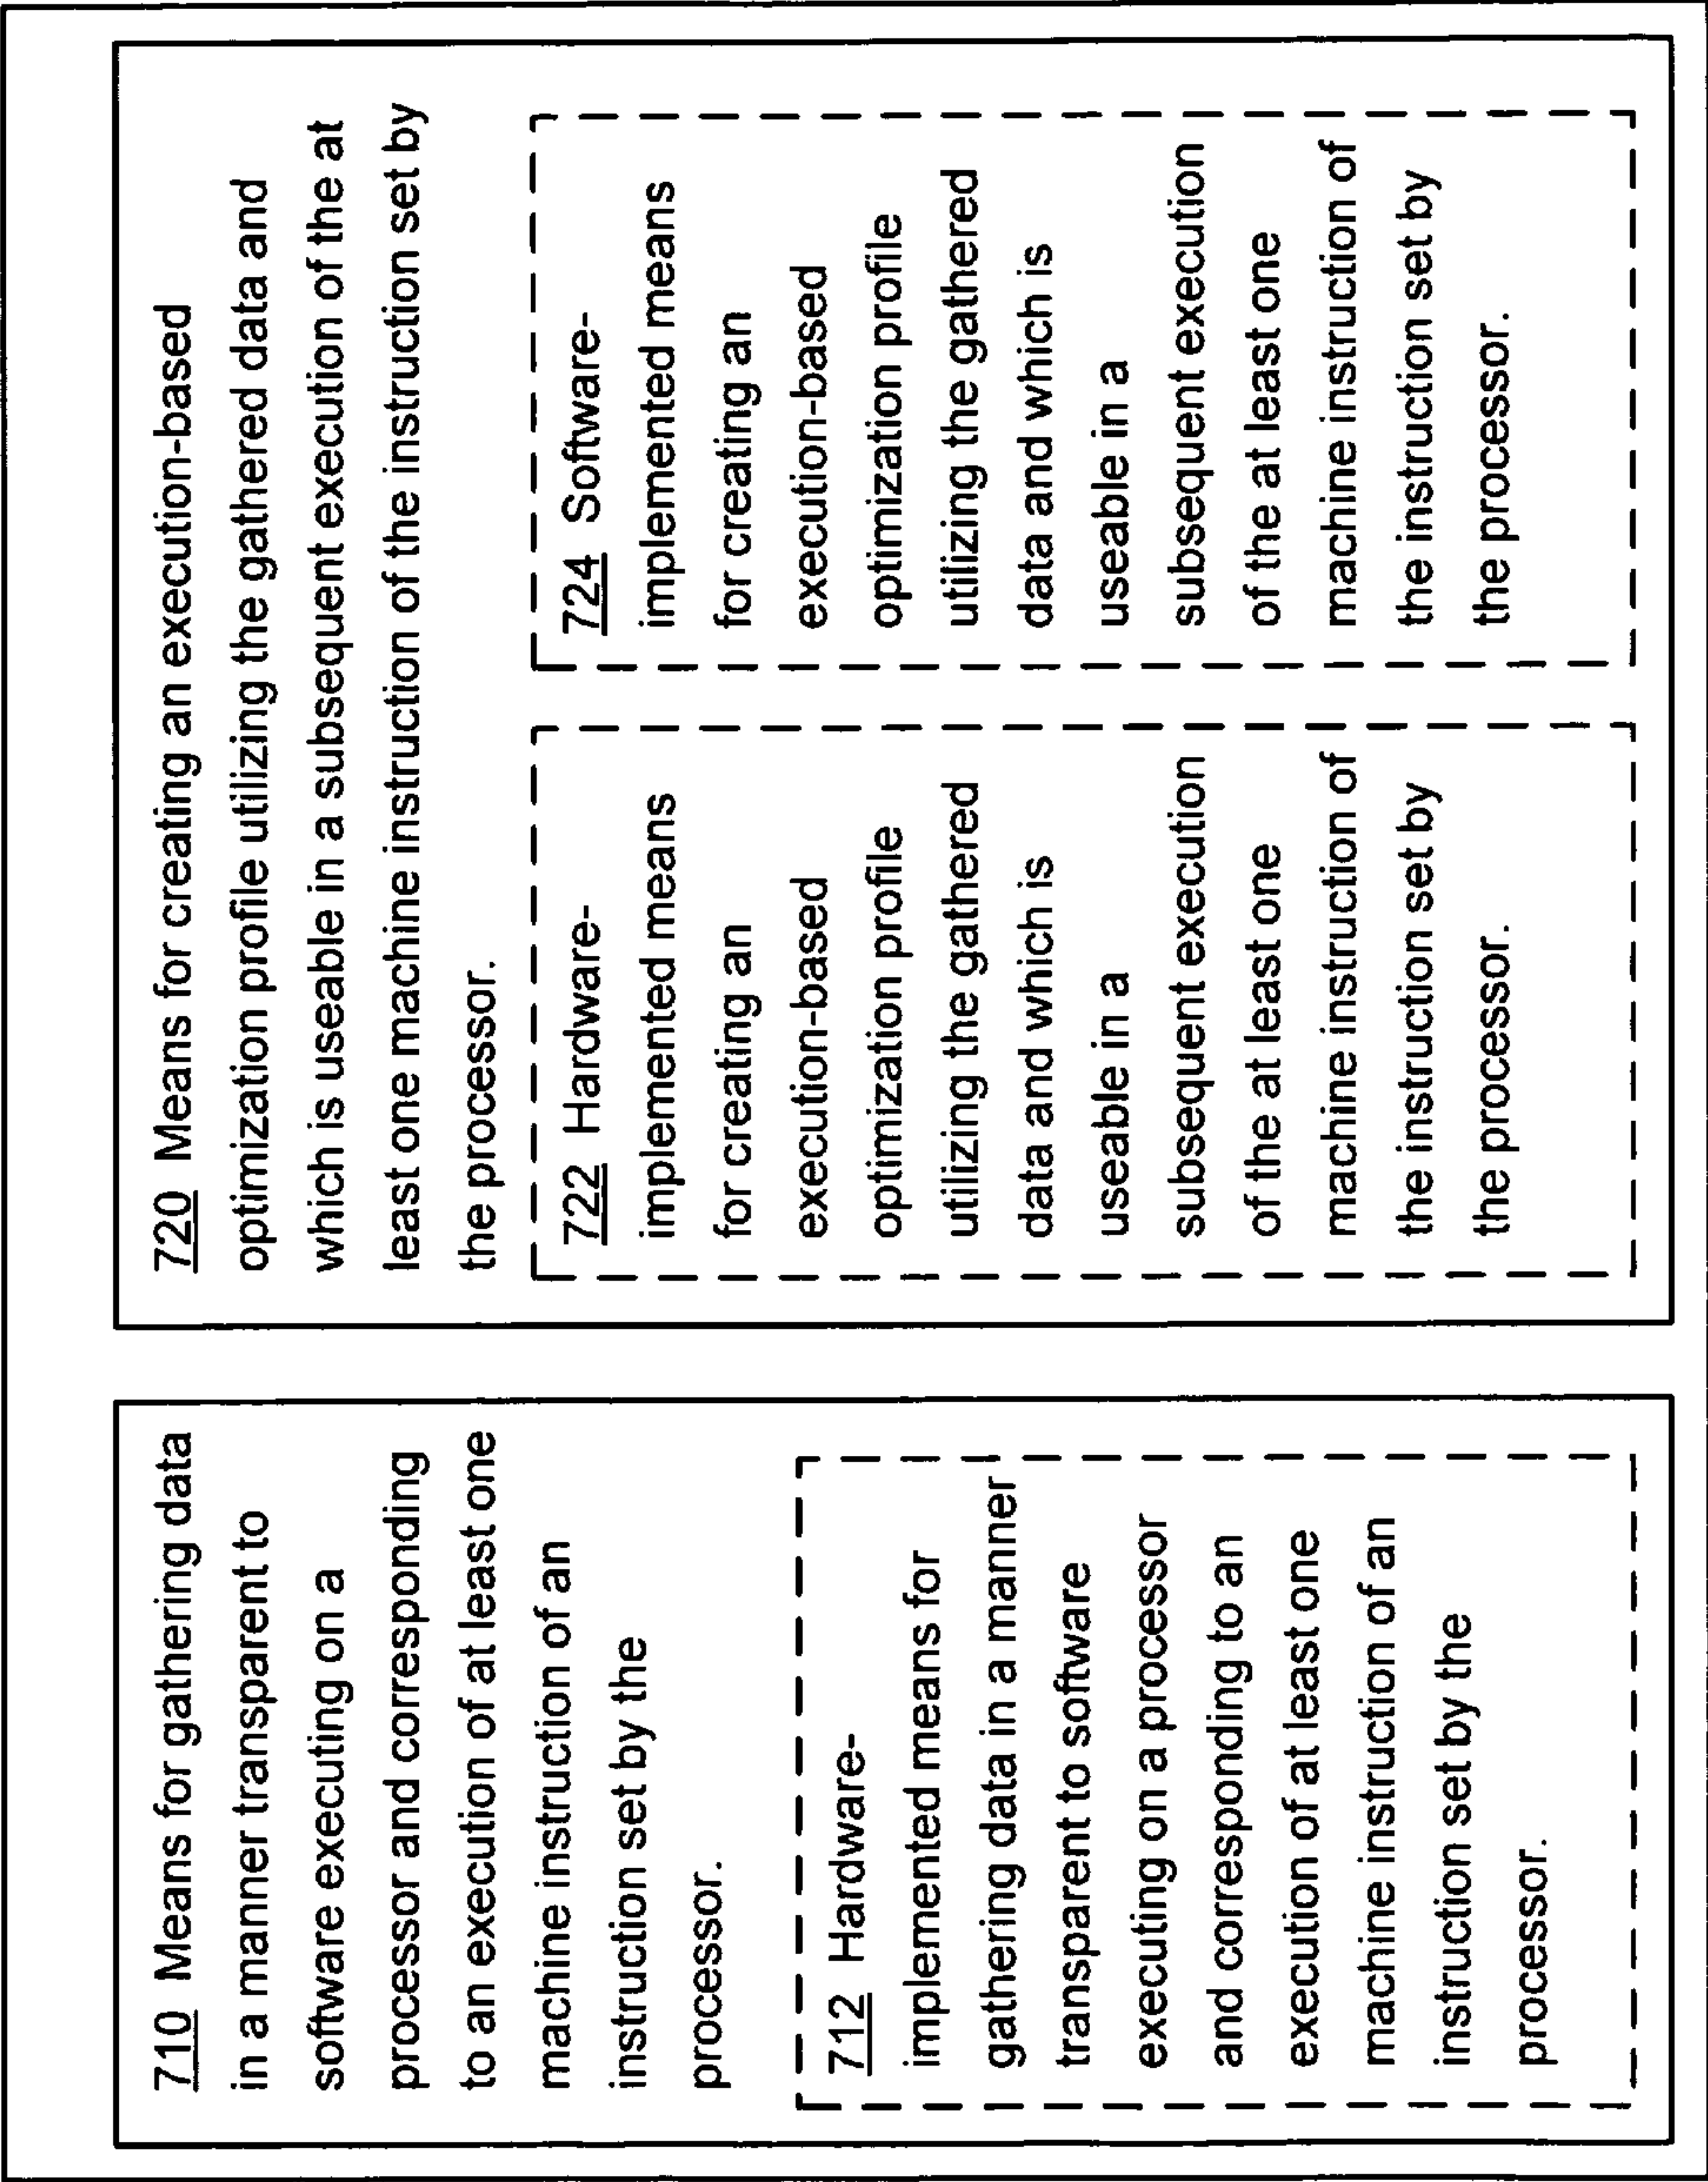 710 Means for gathering data
in a manner transparent to
software executing on a
processor and corresponding
to an execution of at least one
machine instruction of an
instruction set by the
processor.
712 Hardware-
implemented means for
gathering data in a manner
transparent to software
executing on a processor
and corresponding to an
execution of at least one
machine instruction of an
instruction set by the
processor.
720 Means for creating an execution-based
optimization profile utilizing the gathered data and
which is useable in a subsequent execution of the at
least one machine instruction of the instruction set by
the processor.
722 Hardware-
implemented means
for creating an
execution-based
optimization profile
utilizing the gathered
data and which is
useable in a
subsequent execution
of the at least one
machine instruction of
the instruction set by
the processor.
724 Software-
implemented means
for creating an
execution-based
optimization profile
utilizing the gathered
data and which is
useable in a
subsequent execution
of the at least one
machine instruction of
the instruction set by
the processor.